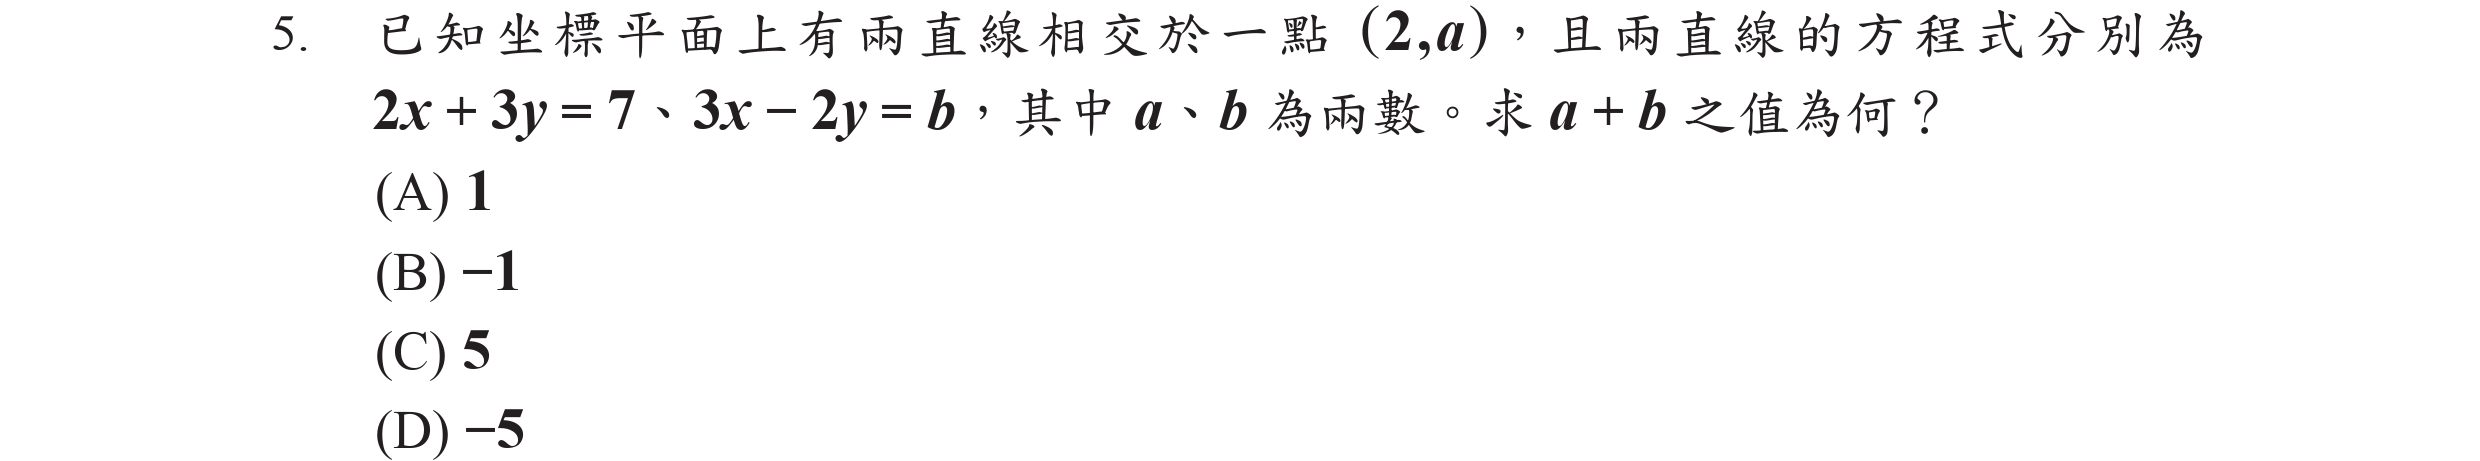 5. 已知坐標平面上有兩直線相交於一點 (2,a)，且兩直線的方程式分別為
2x + 3y = 7、3x − 2y = b，其中 a、b 為兩數。求 a + b 之值為何？
(A) 1
(B) −1
(C) 5
(D) −5